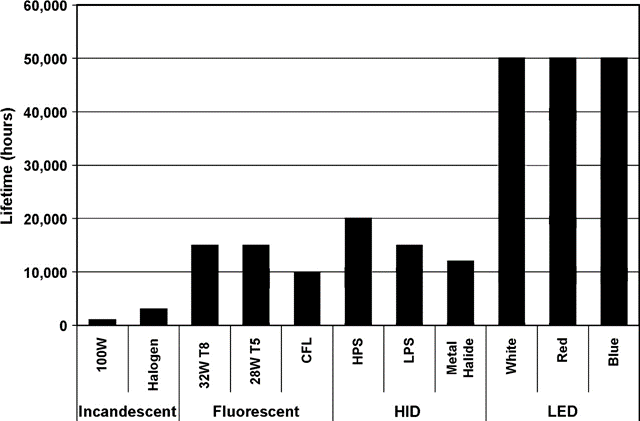 Lifetime (hours)
60,000
50,000
40,000
30,000
20,000
10,000
0
100W
Halogen
32W T8
28W T5
CFL
HPS
LPS
Metal
Halide
White
Red
Blue
Incandescent
Fluorescent
HID
LED